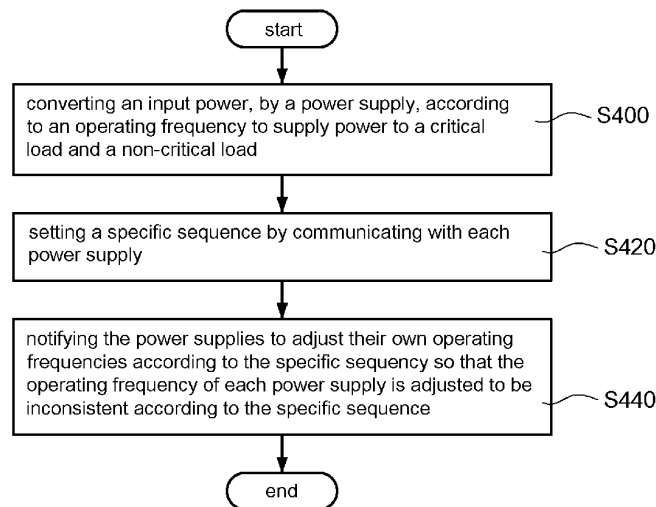 start
converting an input power, by a power supply, according
to an operating frequency to supply power to a critical
load and a non-critical load
S400
setting a specific sequence by communicating with each
power supply
S420
notifying the power supplies to adjust their own operating
frequencies according to the specific sequency so that the
operating frequency of each power supply is adjusted to be
inconsistent according to the specific sequence
S440
end